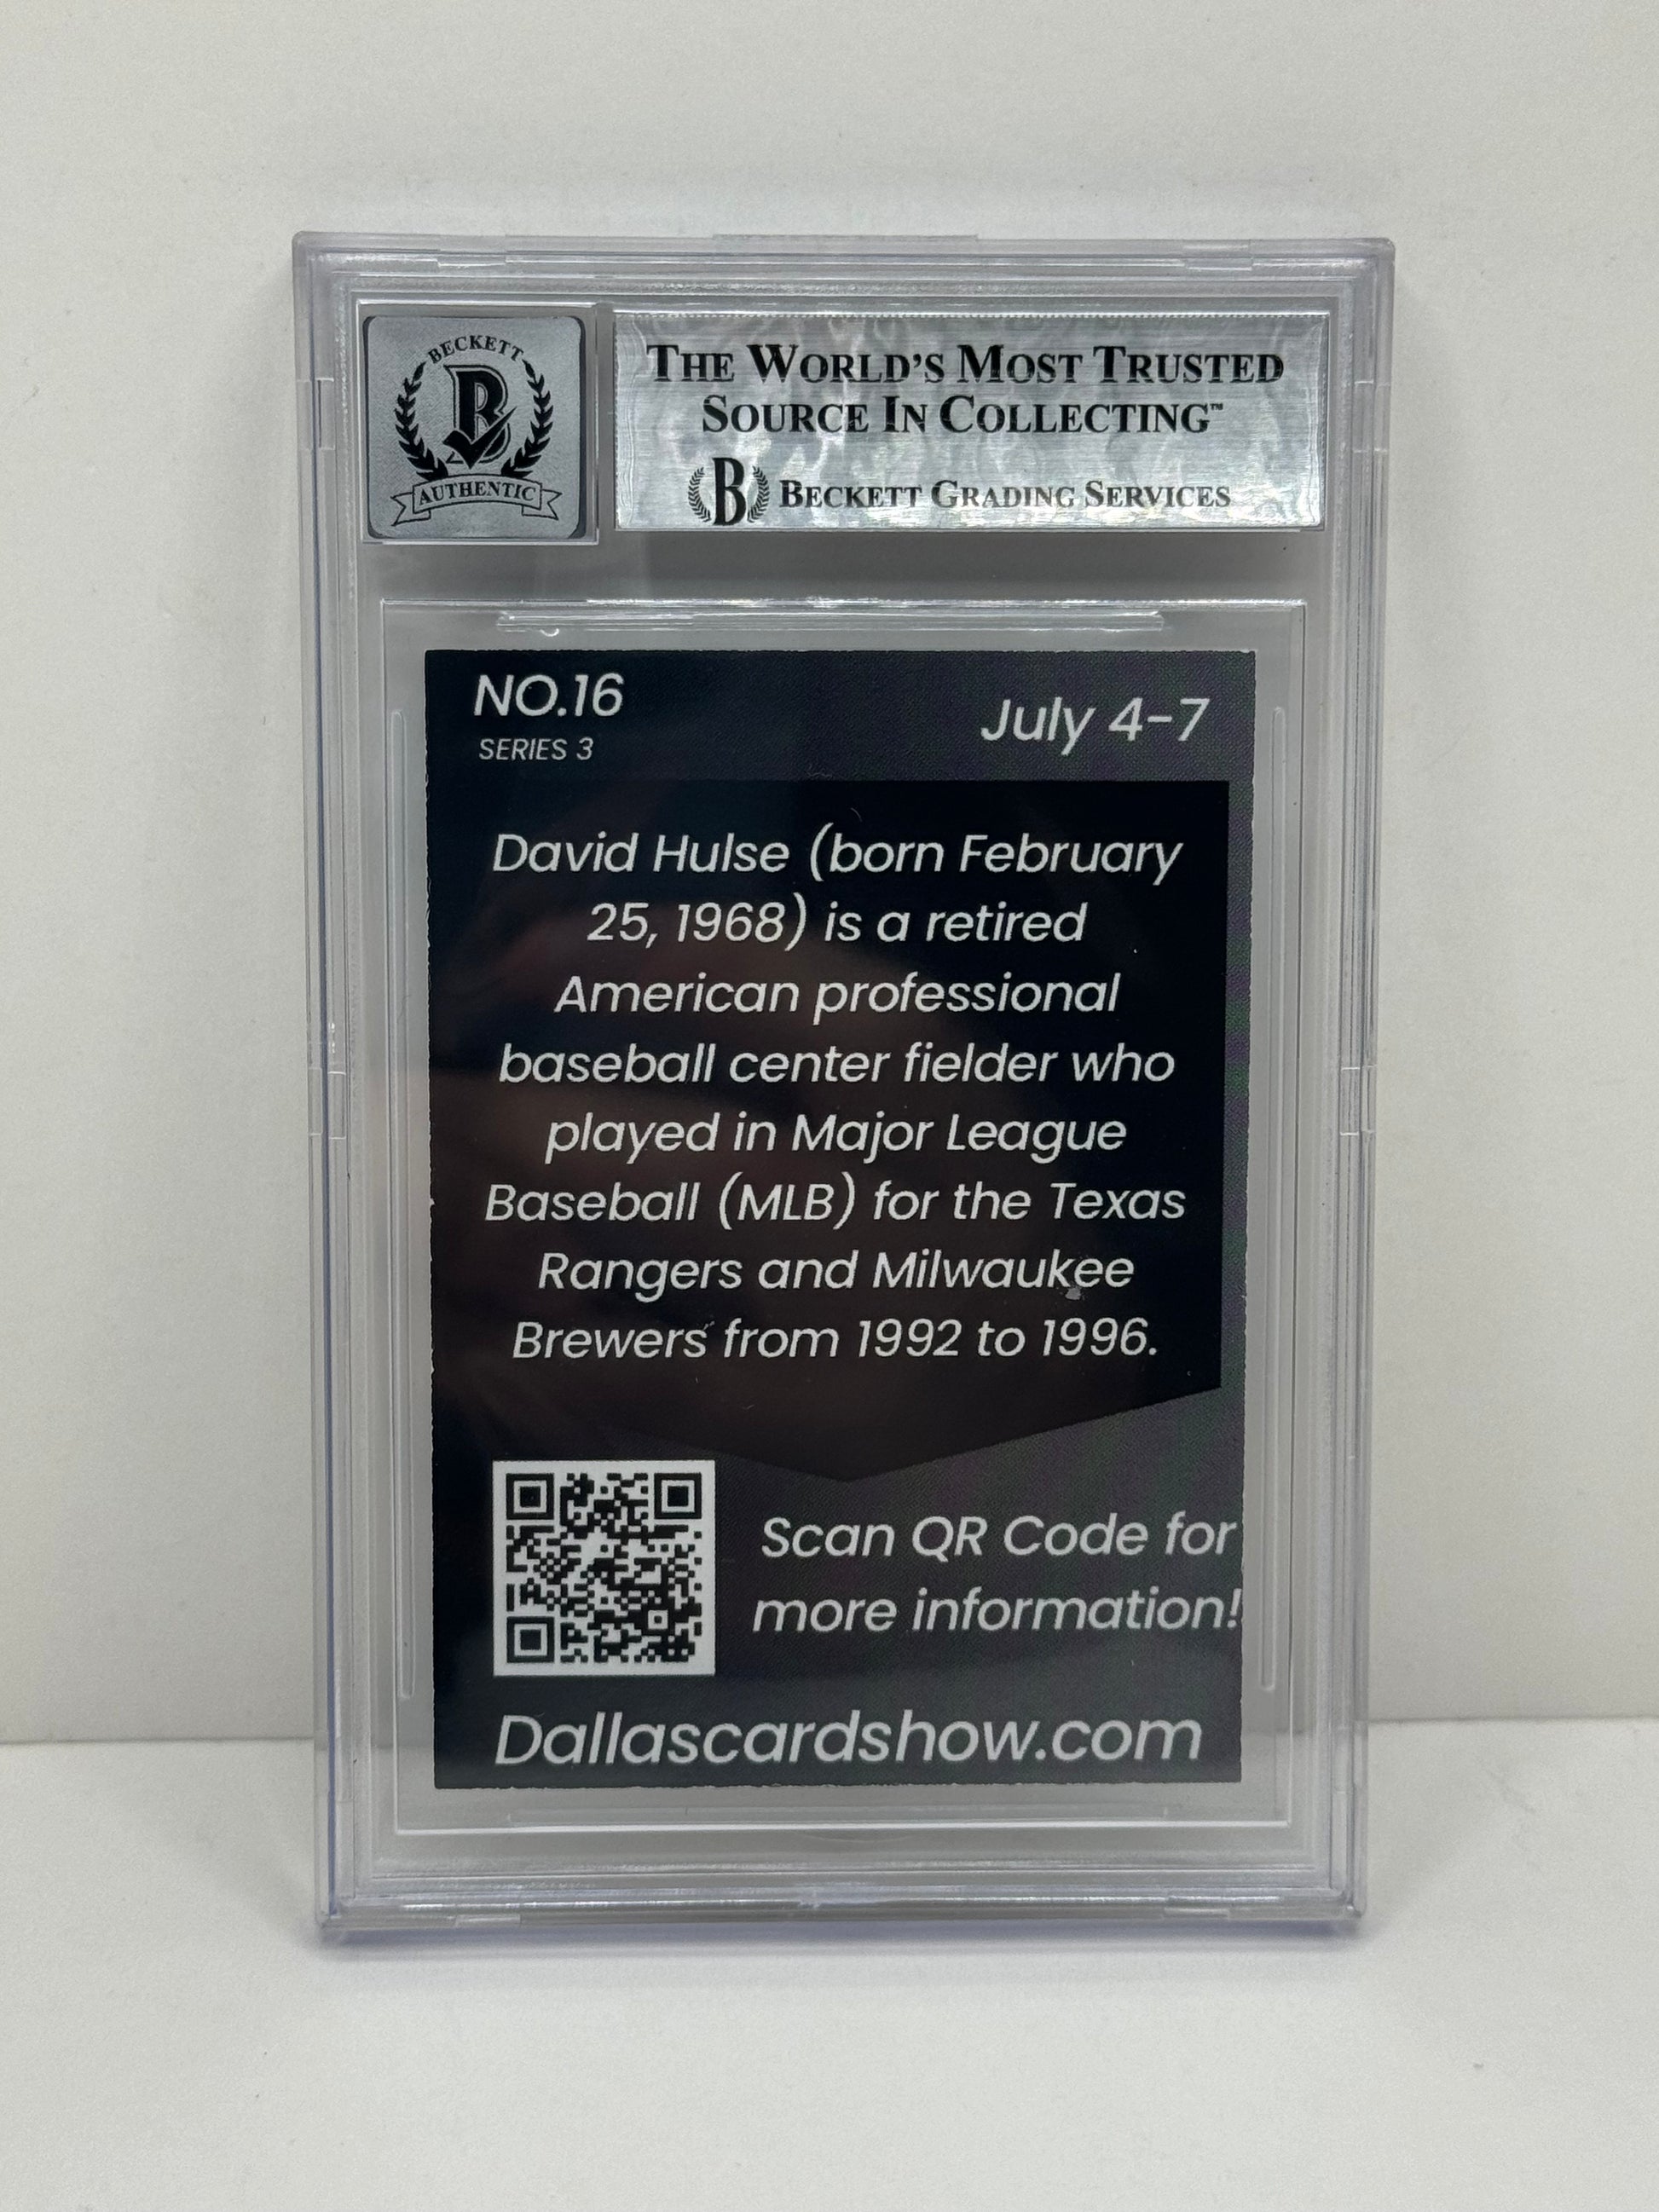 BECKETT
AUTHENTIC
THE WORLD'S MOST TRUSTED
SOURCE IN COLLECTING™
B BECKETT GRADING SERVICES
NO.16
SERIES 3
July 4-7
David Hulse (born February
25, 1968) is a retired
American professional
baseball center fielder who
played in Major League
Baseball (MLB) for the Texas
Rangers and Milwaukee
Brewers from 1992 to 1996.
Scan QR Code for
more information!
Dallascardshow.com